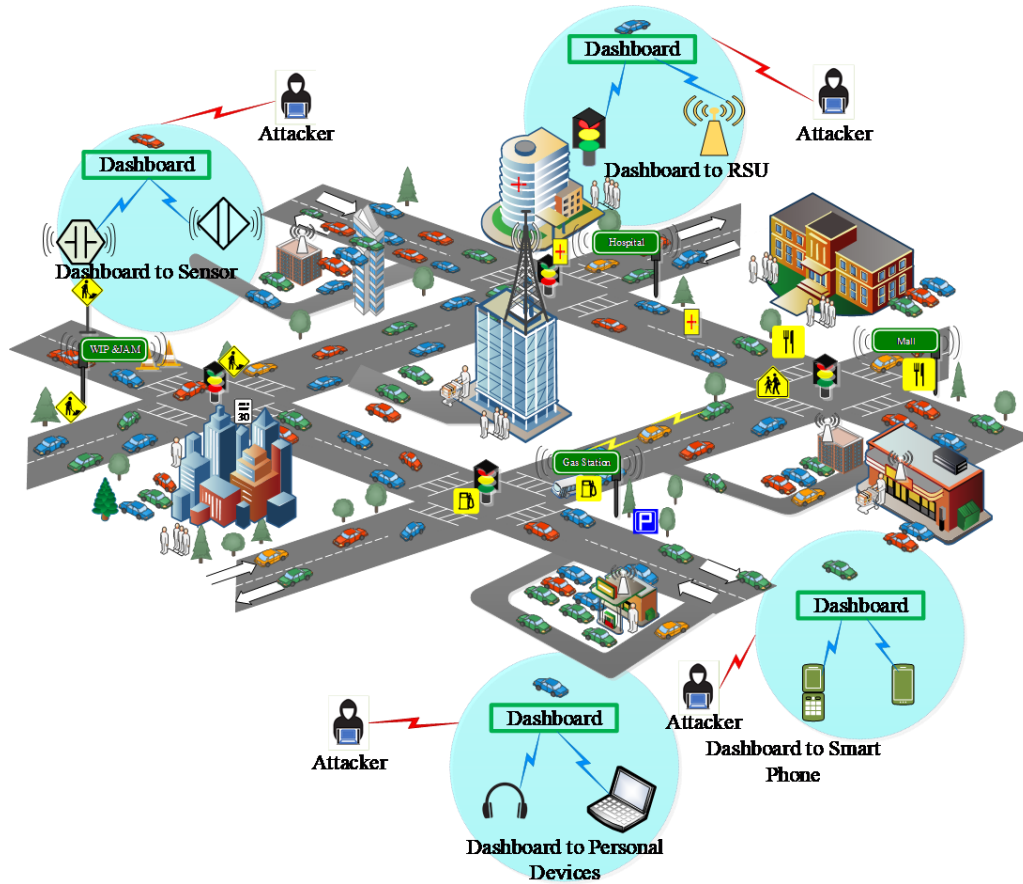 Dashboard
Attacker
Attacker
Dashboard to RSU
Dashboard
Dashboard to Sensor
Hospital
WIP &JAM
Mall
30
Gas Station
P
Dashboard
Attacker
Dashboard to Smart
Phone
Attacker
Dashboard
Dashboard to Personal
Devices